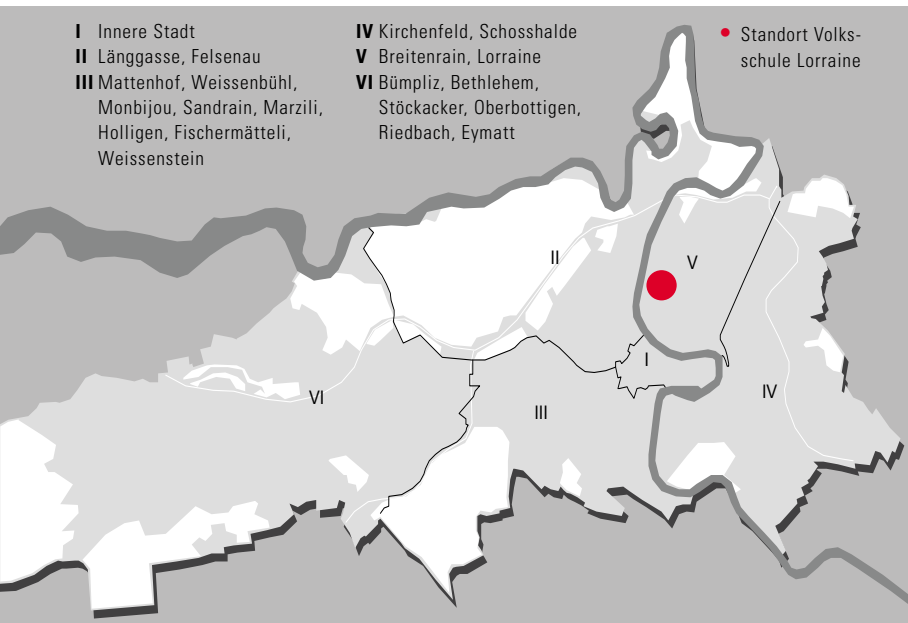 I Innere Stadt
II Länggasse, Felsenau
III Mattenhof, Weissenbühl,
Monbijou, Sandrain, Marzili,
Holligen, Fischermätteli,
Weissenstein
IV Kirchenfeld, Schosshalde
V Breitenrain, Lorraine
VI Bümpliz, Bethlehem,
Stöckacker, Oberbottigen,
Riedbach, Eymatt
Standort Volks-
schule Lorraine
II
V
I
VI
III
IV